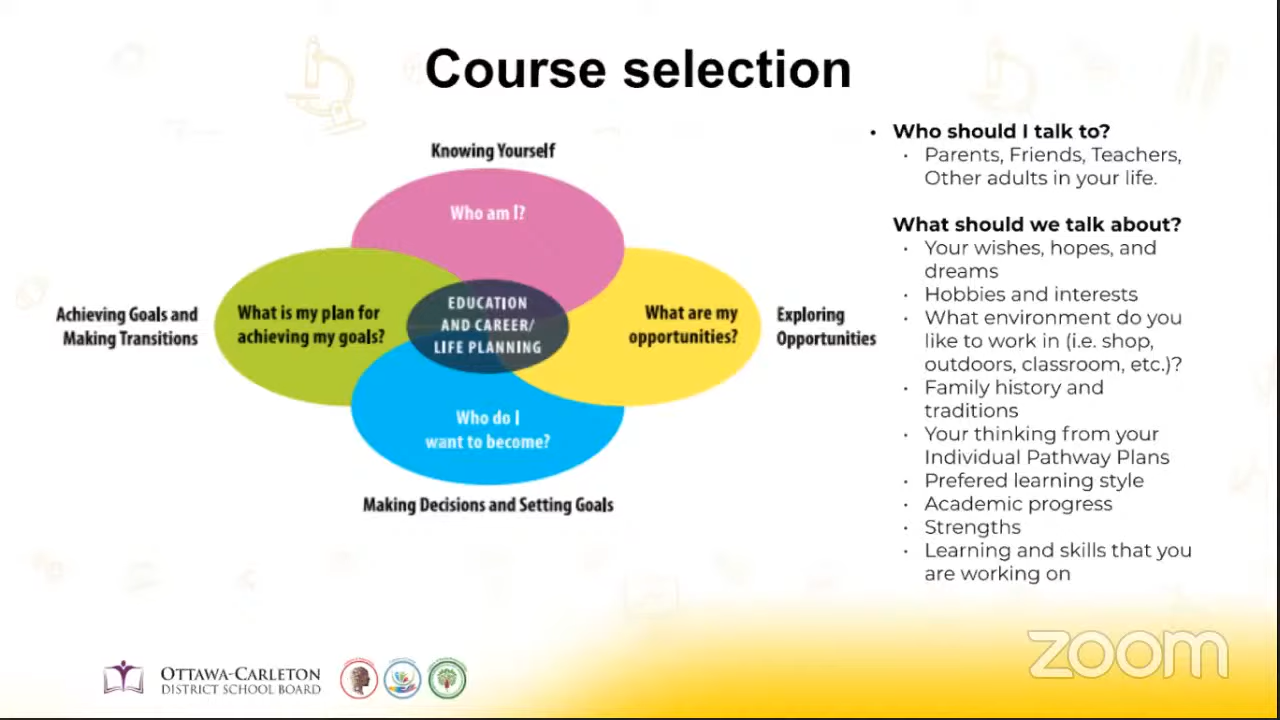 Course selection
Knowing Yourself
Who am I?
Achieving Goals and
Making Transitions
What is my plan for
achieving my goals?
EDUCATION
AND CAREER/
LIFE PLANNING
What are my
opportunities?
Exploring
Opportunities
Who do I
want to become?
Making Decisions and Setting Goals
• Who should I talk to?
• Parents, Friends, Teachers,
Other adults in your life.
What should we talk about?
• Your wishes, hopes, and
dreams
• Hobbies and interests
• What environment do you
like to work in (i.e. shop,
outdoors, classroom, etc.)?
• Family history and
traditions
• Your thinking from your
Individual Pathway Plans
• Prefered learning style
• Academic progress
• Strengths
• Learning and skills that you
are working on
OTTAWA-CARLETON
DISTRICT SCHOOL BOARD
zoom